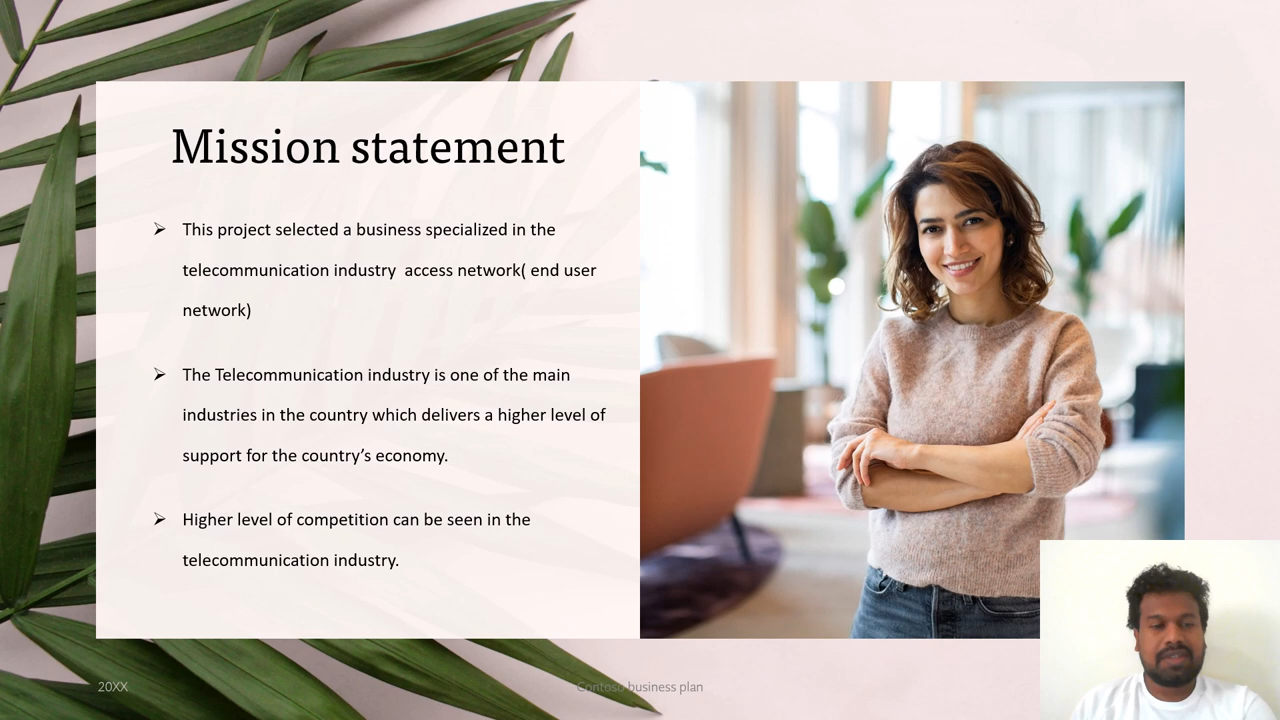 Mission statement
➢ This project selected a business specialized in the
telecommunication industry  access network( end user
network)
➢ The Telecommunication industry is one of the main
industries in the country which delivers a higher level of
support for the country’s economy.
➢ Higher level of competition can be seen in the
telecommunication industry.
20XX
Contoso business plan